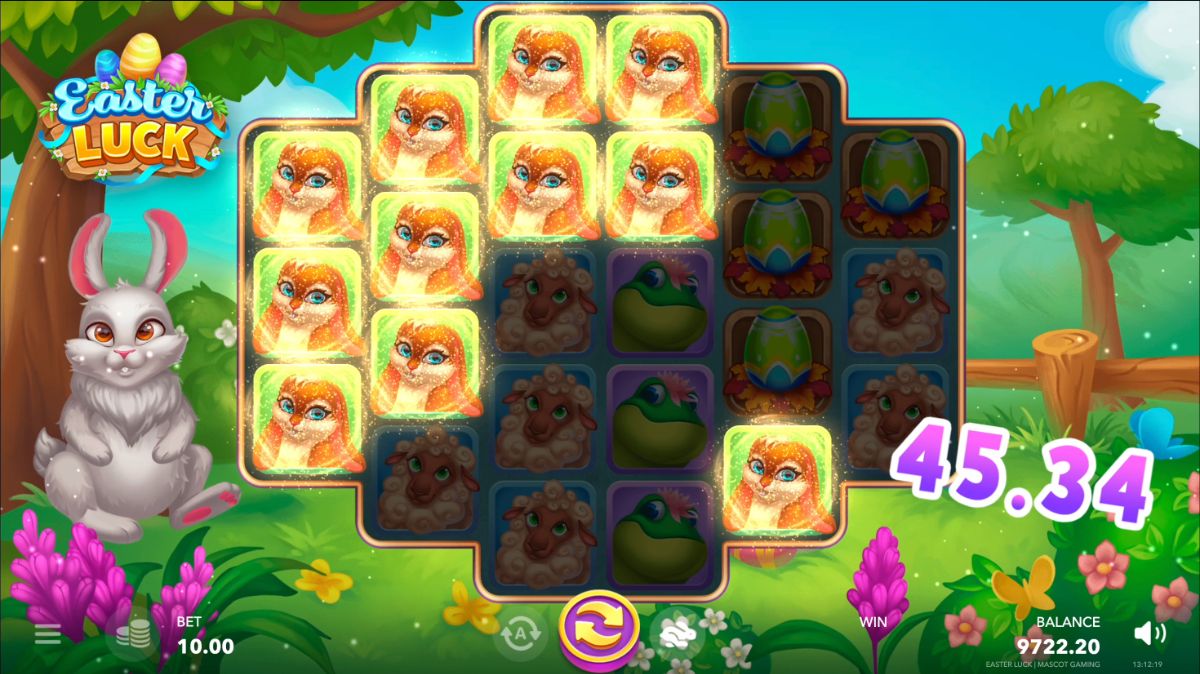 Easter
LUCK
45.34
BET
10.00
A
WIN
BALANCE
9722.20
EASTER LUCK | MASCOT GAMING
13:12:19